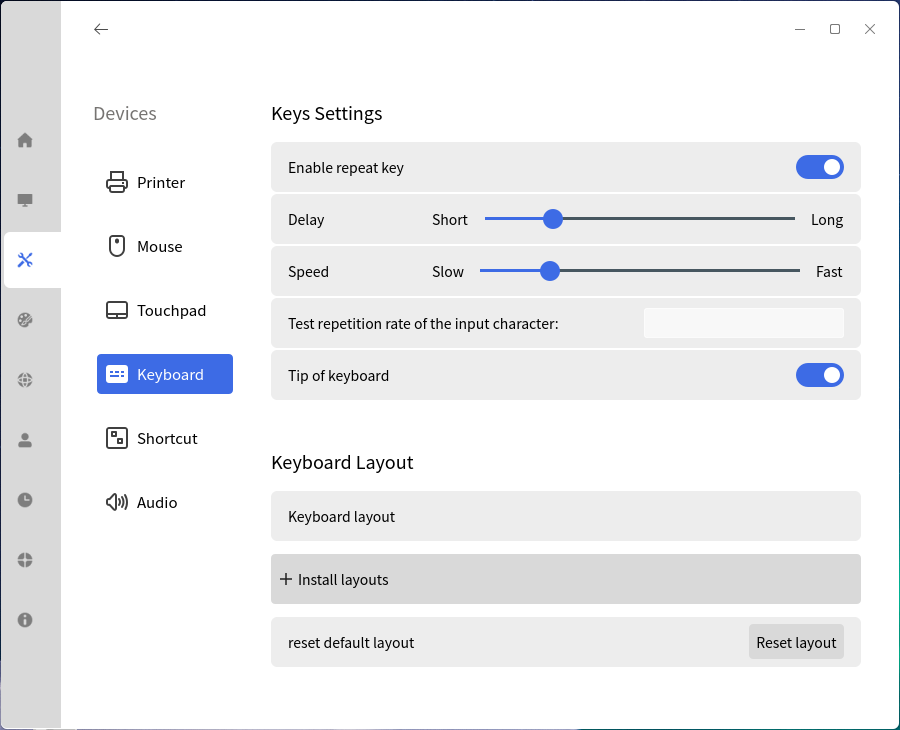 Devices
Printer
Mouse
Touchpad
Keyboard
Shortcut
Audio
Keys Settings
Enable repeat key
Delay Short Long
Speed Slow Fast
Test repetition rate of the input character:
Tip of keyboard
Keyboard Layout
Keyboard layout
Install layouts
reset default layout Reset layout